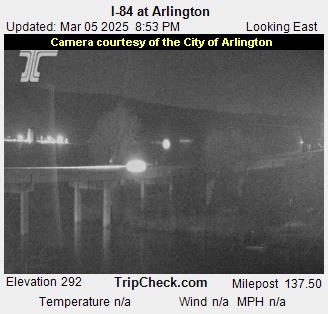 I-84 at Arlington
Updated: Mar 05 2025 8:53 PM Looking East
Camera courtesy of the City of Arlington
Elevation 292 TripCheck.com Milepost 137.50
Temperature n/a Wind n/a MPH n/a